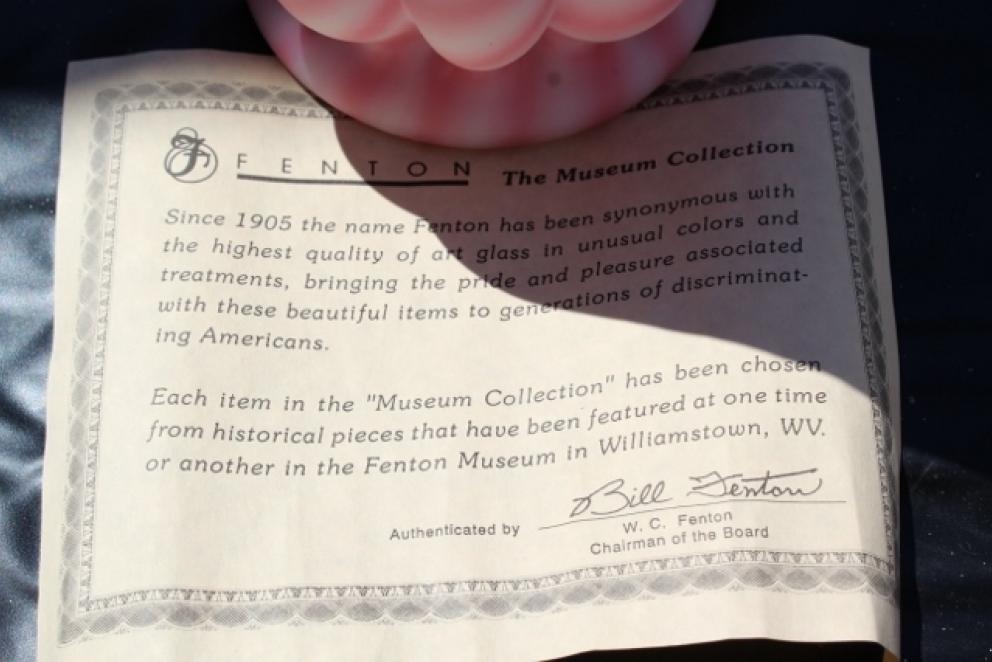 F FENTON The Museum Collection
Since 1905 the name Fenton has been synonymous with
the highest quality of art glass in unusual colors and
treatments, bringing the pride and pleasure associated
with these beautiful items to generations of discriminat-
ing Americans.
Each item in the "Museum Collection" has been chosen
from historical pieces that have been featured at one time
or another in the Fenton Museum in Williamstown, WV.
Bill Fenton
Authenticated by
W. C. Fenton
Chairman of the Board